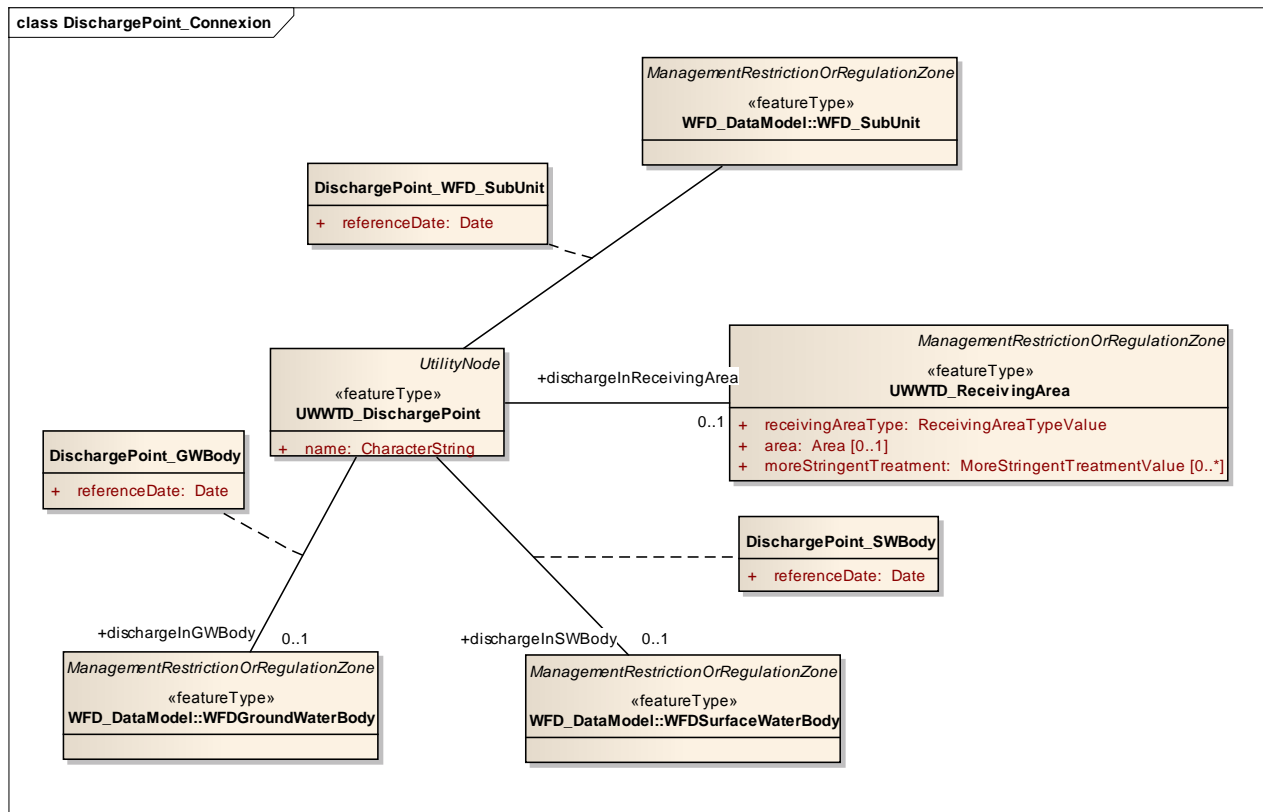 class DischargePoint_Connexion
ManagementRestrictionOrRegulationZone
«featureType»
WFD_DataModel::WFD_SubUnit
DischargePoint_WFD_SubUnit
+ referenceDate: Date
UtilityNode
«featureType»
UWWTD_DischargePoint
+ name: CharacterString
+dischargeInReceivingArea
0..1
ManagementRestrictionOrRegulationZone
«featureType»
UWWTD_ReceivingArea
+ receivingAreaType: ReceivingAreaTypeValue
+ area: Area [0..1]
+ moreStringentTreatment: MoreStringentTreatmentValue [0..*]
DischargePoint_GWBody
+ referenceDate: Date
DischargePoint_SWBody
+ referenceDate: Date
+dischargeInGWBody
0..1
+dischargeInSWBody
0..1
ManagementRestrictionOrRegulationZone
«featureType»
WFD_DataModel::WFDGroundWaterBody
ManagementRestrictionOrRegulationZone
«featureType»
WFD_DataModel::WFDSurfaceWaterBody